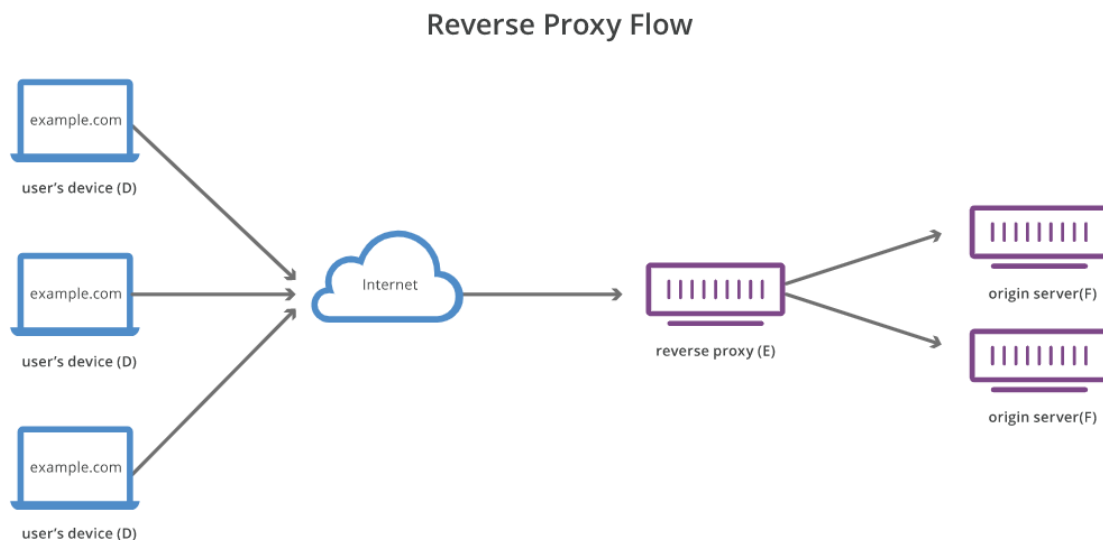 Reverse Proxy Flow
example.com
user's device (D)
example.com
user's device (D)
example.com
user's device (D)
Internet
reverse proxy (E)
origin server(F)
origin server(F)